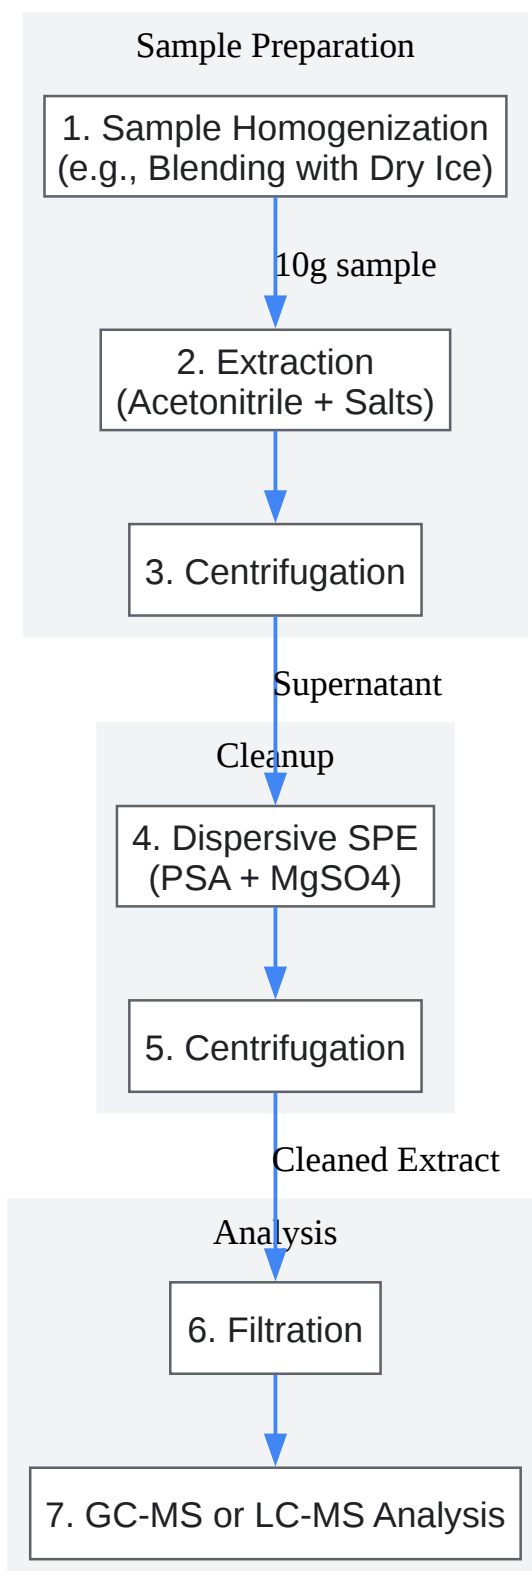 Sample Preparation
1. Sample Homogenization
(e.g., Blending with Dry Ice)
10g sample
2. Extraction
(Acetonitrile + Salts)
3. Centrifugation
Supernatant
Cleanup
4. Dispersive SPE
(PSA + MgSO4)
5. Centrifugation
Cleaned Extract
Analysis
6. Filtration
7. GC-MS or LC-MS Analysis